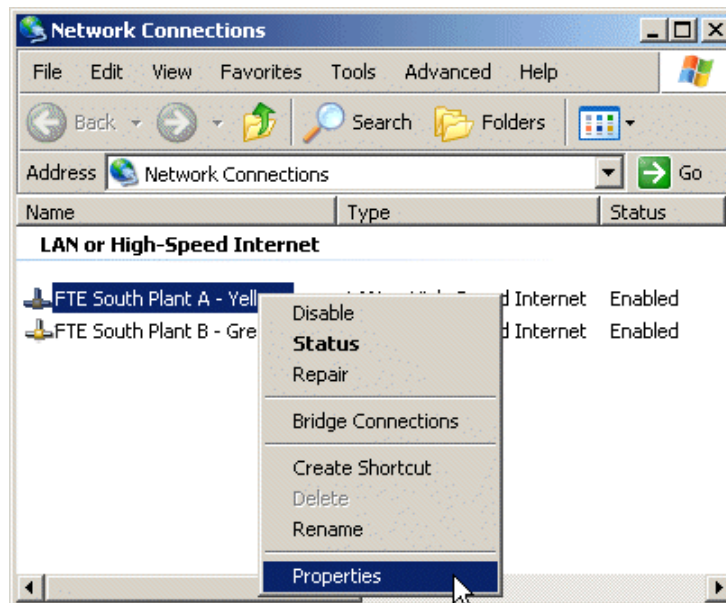 Network Connections
File Edit View Favorites Tools Advanced Help
Back Search Folders
Address Network Connections Go
Name Type Status
LAN or High-Speed Internet
FTE South Plant A - Internet Enabled
FTE South Plant B - Internet Enabled
Disable
Status
Repair
Bridge Connections
Create Shortcut
Delete
Rename
Properties